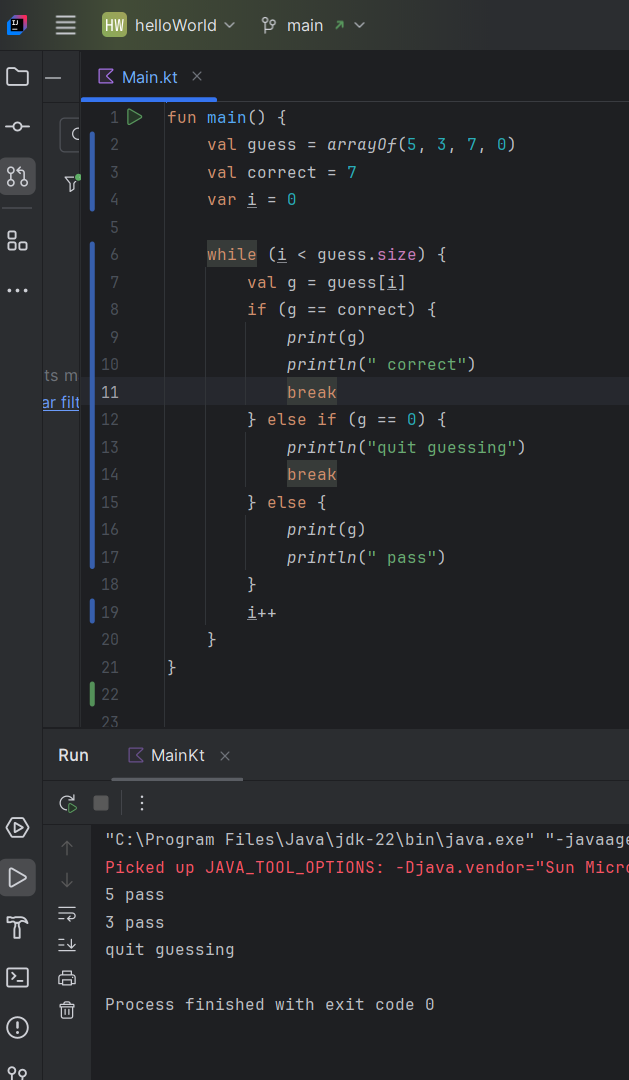 HW helloWorld main
Main.kt
1 fun main() {
2 val guess = arrayOf(5, 3, 7, 0)
3 val correct = 7
4 var i = 0
5
6 while (i < guess.size) {
7 val g = guess[i]
8 if (g == correct) {
9 print(g)
10 println(" correct")
11 break
12 } else if (g == 0) {
13 println("quit guessing")
14 break
15 } else {
16 print(g)
17 println(" pass")
18 }
19 i++
20 }
21 }
22
23
ts m
ar filt
Run MainKt
"C:\Program Files\Java\jdk-22\bin\java.exe" "-javaage
Picked up JAVA_TOOL_OPTIONS: -Djava.vendor="Sun Micro
5 pass
3 pass
quit guessing
Process finished with exit code 0